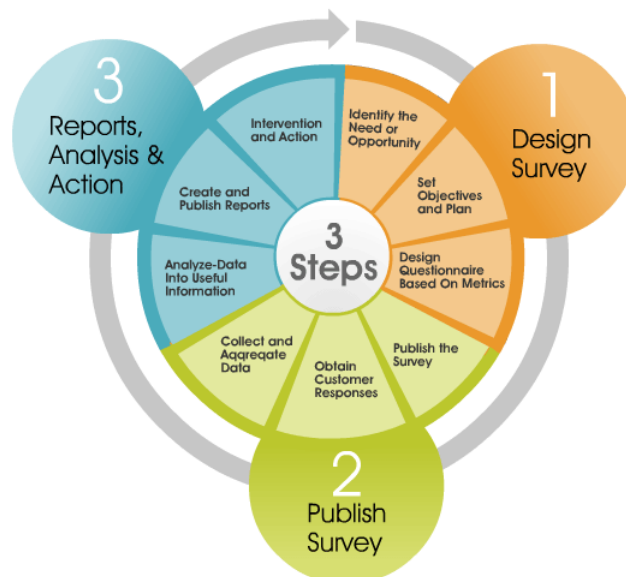 3
Steps
1
Design
Survey
Identify the
Need or
Opportunity
Set
Objectives
and Plan
Design
Questionnaire
Based On Metrics
2
Publish
Survey
Publish the
Survey
Obtain
Customer
Responses
Collect and
Aqqreqate
Data
3
Reports,
Analysis &
Action
Analyze-Data
Into Useful
Information
Create and
Publish Reports
Intervention
and Action